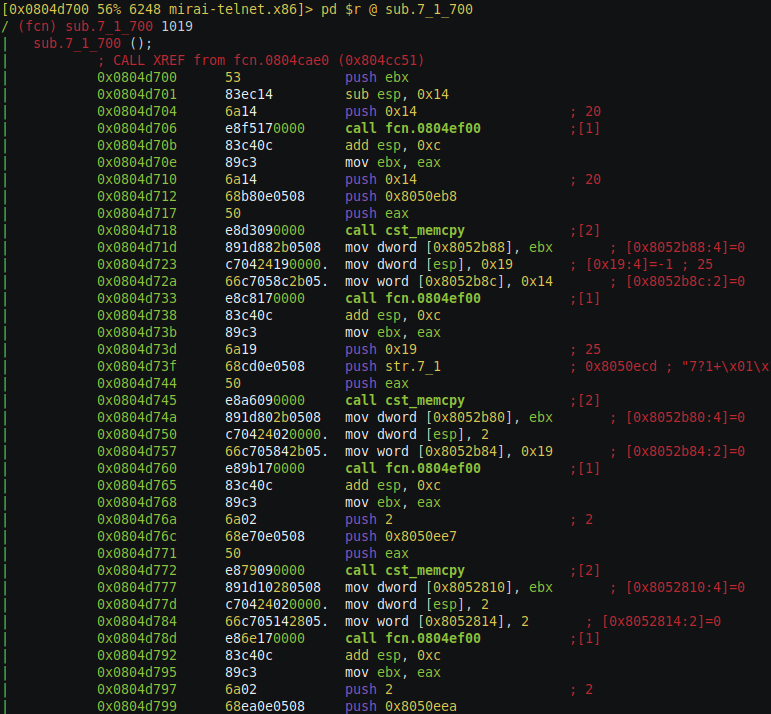 [0x0804d700 56% 6248 mirai-telnet.x86]> pd $r @ sub.7_1_700
/ (fcn) sub.7_1_700 1019
|   sub.7_1_700 ();
|         ; CALL XREF from fcn.0804cae0 (0x804cc51)
|         0x0804d700      53             push ebx
|         0x0804d701      83ec14         sub esp, 0x14
|         0x0804d704      6a14           push 0x14                   ; 20
|         0x0804d706      e8f5170000     call fcn.0804ef00           ;[1]
|         0x0804d70b      83c40c         add esp, 0xc
|         0x0804d70e      89c3           mov ebx, eax
|         0x0804d710      6a14           push 0x14                   ; 20
|         0x0804d712      68b80e0508     push 0x8050eb8
|         0x0804d717      50             push eax
|         0x0804d718      e8d3090000     call cst_memcpy             ;[2]
|         0x0804d71d      891d882b0508   mov dword [0x8052b88], ebx       ; [0x8052b88:4]=0
|         0x0804d723      c70424190000.  mov dword [esp], 0x19       ; [0x19:4]=-1 ; 25
|         0x0804d72a      66c7058c2b05.  mov word [0x8052b8c], 0x14       ; [0x8052b8c:2]=0
|         0x0804d733      e8c8170000     call fcn.0804ef00           ;[1]
|         0x0804d738      83c40c         add esp, 0xc
|         0x0804d73b      89c3           mov ebx, eax
|         0x0804d73d      6a19           push 0x19                   ; 25
|         0x0804d73f      68cd0e0508     push str.7_1                ; 0x8050ecd ; "7?1+\x01\x
|         0x0804d744      50             push eax
|         0x0804d745      e8a6090000     call cst_memcpy             ;[2]
|         0x0804d74a      891d802b0508   mov dword [0x8052b80], ebx       ; [0x8052b80:4]=0
|         0x0804d750      c70424020000.  mov dword [esp], 2
|         0x0804d757      66c705842b05.  mov word [0x8052b84], 0x19       ; [0x8052b84:2]=0
|         0x0804d760      e89b170000     call fcn.0804ef00           ;[1]
|         0x0804d765      83c40c         add esp, 0xc
|         0x0804d768      89c3           mov ebx, eax
|         0x0804d76a      6a02           push 2                      ; 2
|         0x0804d76c      68e70e0508     push 0x8050ee7
|         0x0804d771      50             push eax
|         0x0804d772      e879090000     call cst_memcpy             ;[2]
|         0x0804d777      891d10280508   mov dword [0x8052810], ebx       ; [0x8052810:4]=0
|         0x0804d77d      c70424020000.  mov dword [esp], 2
|         0x0804d784      66c705142805.  mov word [0x8052814], 2       ; [0x8052814:2]=0
|         0x0804d78d      e86e170000     call fcn.0804ef00           ;[1]
|         0x0804d792      83c40c         add esp, 0xc
|         0x0804d795      89c3           mov ebx, eax
|         0x0804d797      6a02           push 2                      ; 2
|         0x0804d799      68ea0e0508     push 0x8050eea